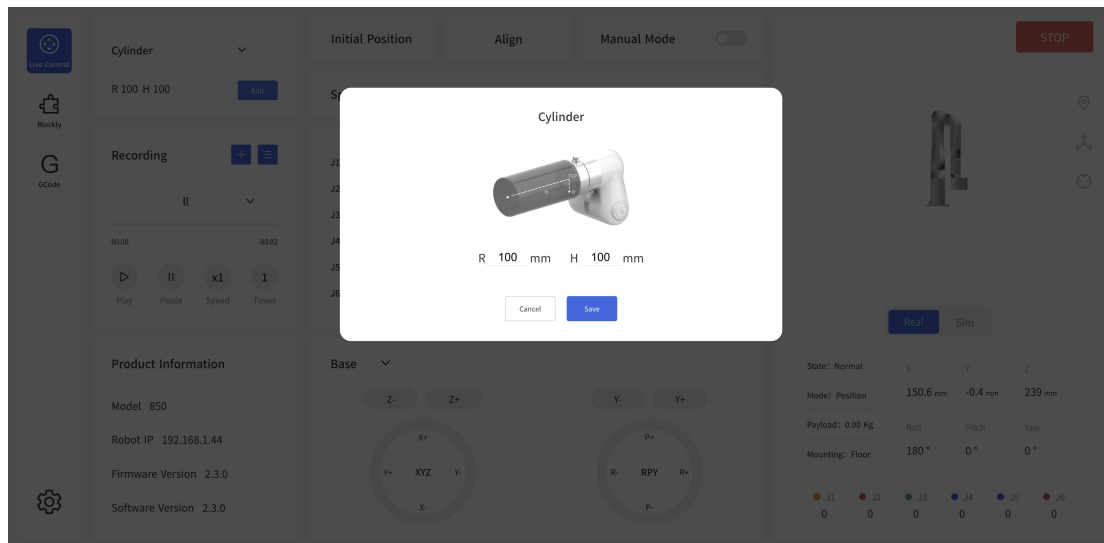 Live Control
Blockly
G
GCode
Cylinder
R 100 H 100
Edit
Recording
00:00
00:02
x1
1
Play
Pause
Speed
Times
Product Information
Model 850
Robot IP 192.168.1.44
Firmware Version 2.3.0
Software Version 2.3.0
Initial Position
Align
Manual Mode
J1
J2
J3
J4
J5
J6
Cylinder
TCP
H
R
R 100 mm H 100 mm
Cancel
Save
Base
Z-
Z+
X+
Y+
XYZ
Y-
X-
Y-
Y+
P+
R-
RPY
R+
P-
STOP
Real
Sim
State: Normal
Mode: Position
Payload: 0.00 Kg
Mounting: Floor
X Y Z
150.6 mm -0.4 mm 239 mm
Roll Pitch Yaw
180 ° 0 ° 0 °
J1 J2 J3 J4 J5 J6
0 0 0 0 0 0